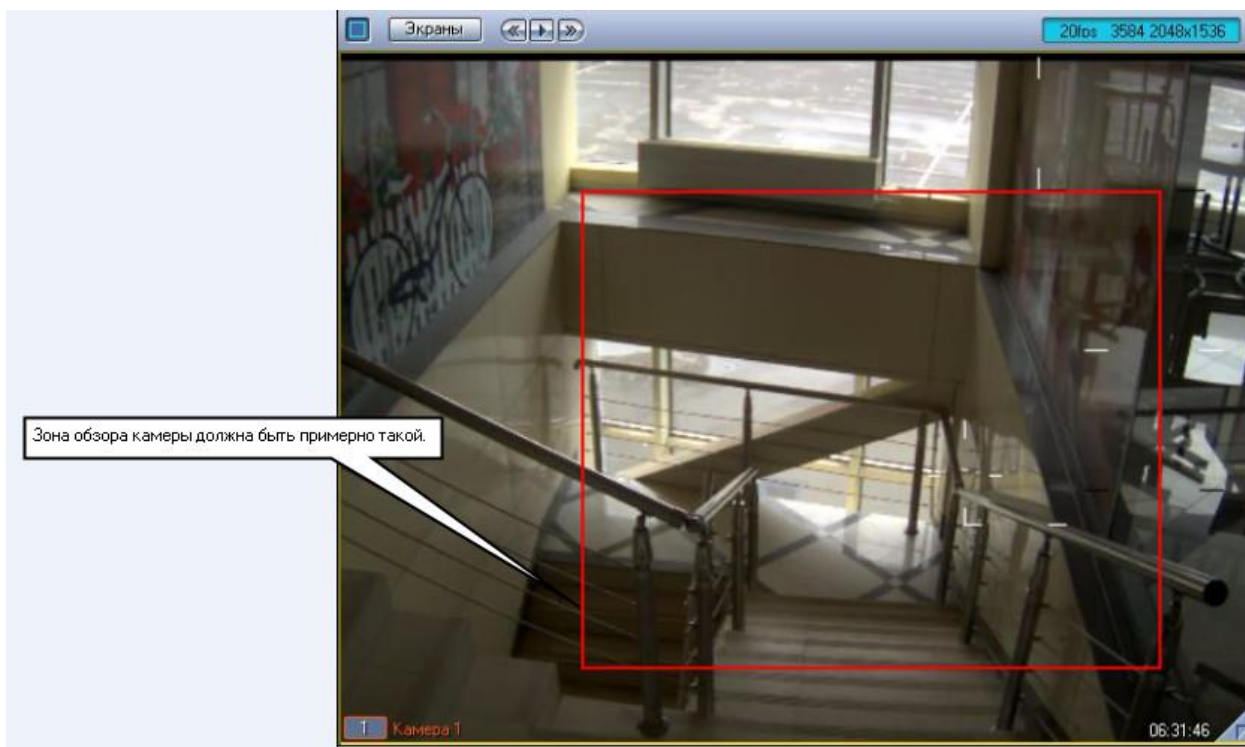 Экраны
20fps 3584 2048x1536
Зона обзора камеры должна быть примерно такой.
1 Камера 1
06:31:46